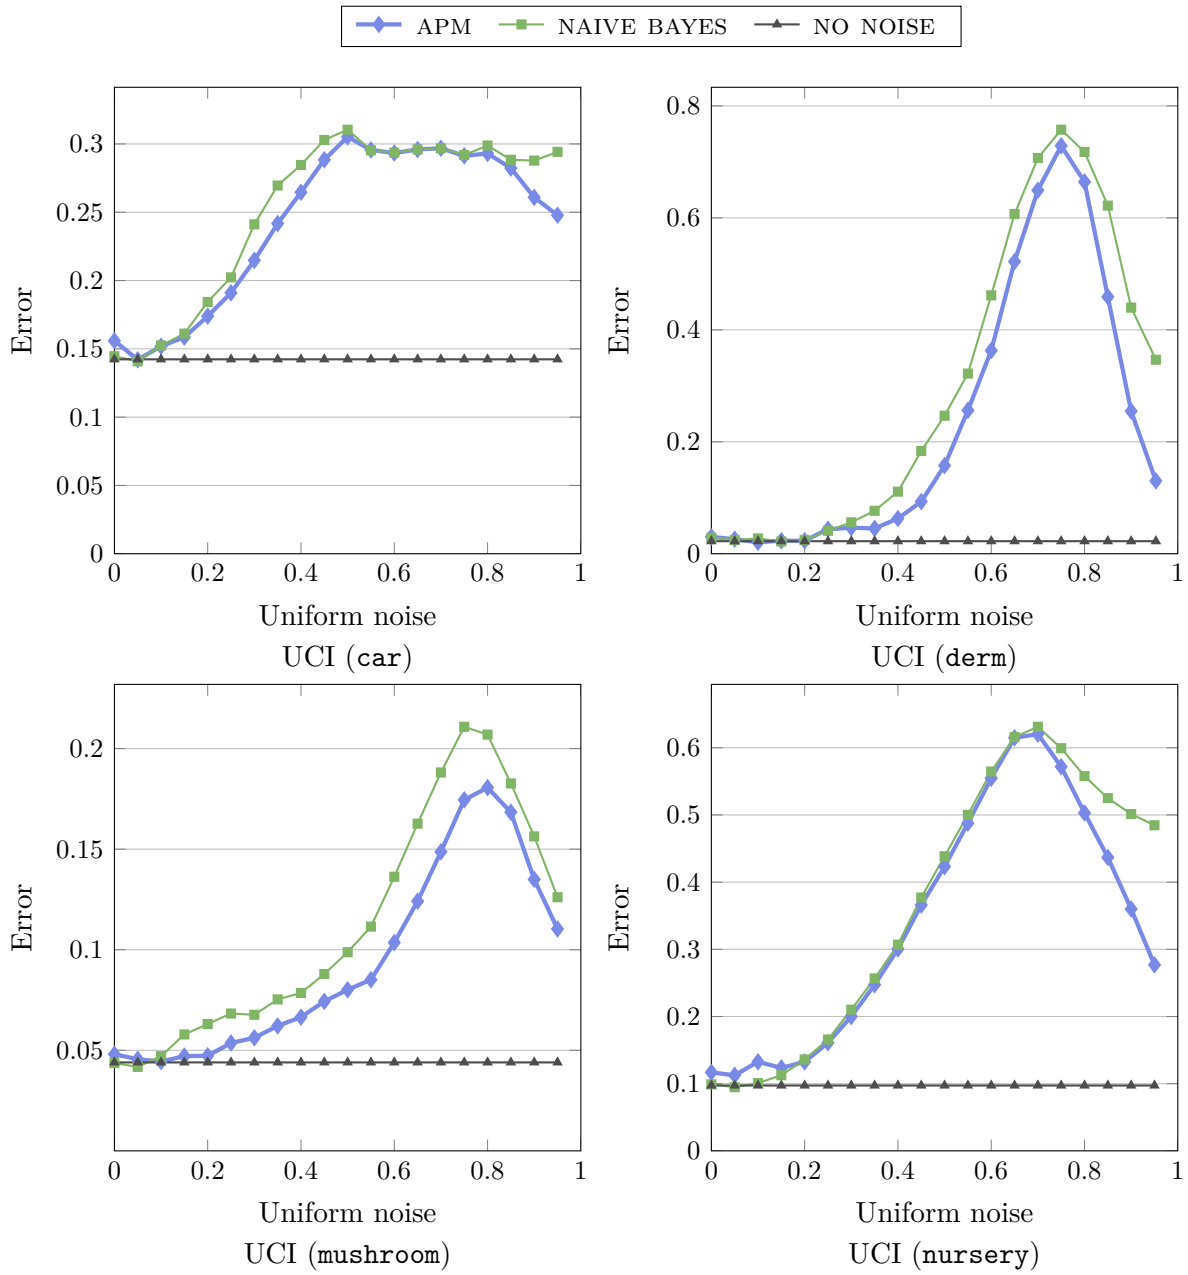 APM NAIVE BAYES NO NOISE
0.3
0.25
0.2
0.15
0.1
0.05
0
0 0.2 0.4 0.6 0.8 1
Error
Uniform noise
UCI (car)
0.8
0.6
0.4
0.2
0
0 0.2 0.4 0.6 0.8 1
Error
Uniform noise
UCI (derm)
0.2
0.15
0.1
0.05
0 0.2 0.4 0.6 0.8 1
Error
Uniform noise
UCI (mushroom)
0.6
0.5
0.4
0.3
0.2
0.1
0
0 0.2 0.4 0.6 0.8 1
Error
Uniform noise
UCI (nursery)